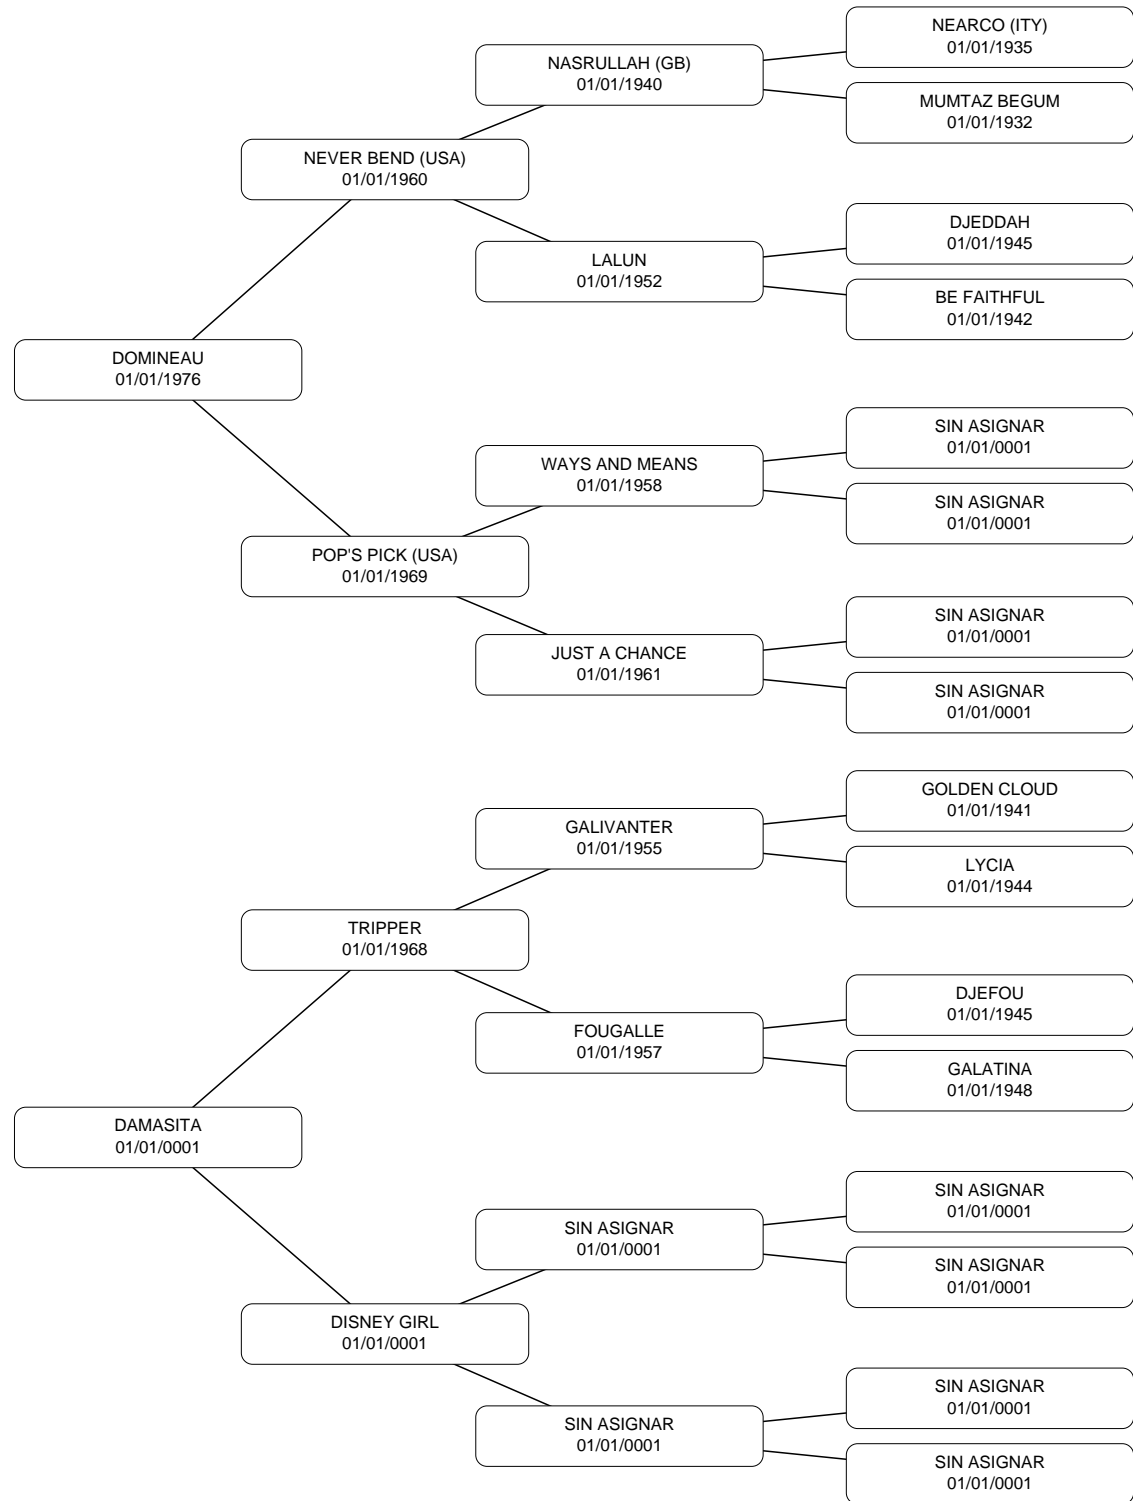 NEARCO (ITY)
01/01/1935
NASRULLAH (GB)
01/01/1940
MUMTAZ BEGUM
01/01/1932
NEVER BEND (USA)
01/01/1960
DJEDDAH
01/01/1945
LALUN
01/01/1952
BE FAITHFUL
01/01/1942
DOMINEAU
01/01/1976
SIN ASIGNAR
01/01/0001
WAYS AND MEANS
01/01/1958
SIN ASIGNAR
01/01/0001
POP'S PICK (USA)
01/01/1969
SIN ASIGNAR
01/01/0001
JUST A CHANCE
01/01/1961
SIN ASIGNAR
01/01/0001
GOLDEN CLOUD
01/01/1941
GALIVANTER
01/01/1955
LYCIA
01/01/1944
TRIPPER
01/01/1968
DJEFOU
01/01/1945
FOUGALLE
01/01/1957
GALATINA
01/01/1948
DAMASITA
01/01/0001
SIN ASIGNAR
01/01/0001
SIN ASIGNAR
01/01/0001
SIN ASIGNAR
01/01/0001
DISNEY GIRL
01/01/0001
SIN ASIGNAR
01/01/0001
SIN ASIGNAR
01/01/0001
SIN ASIGNAR
01/01/0001